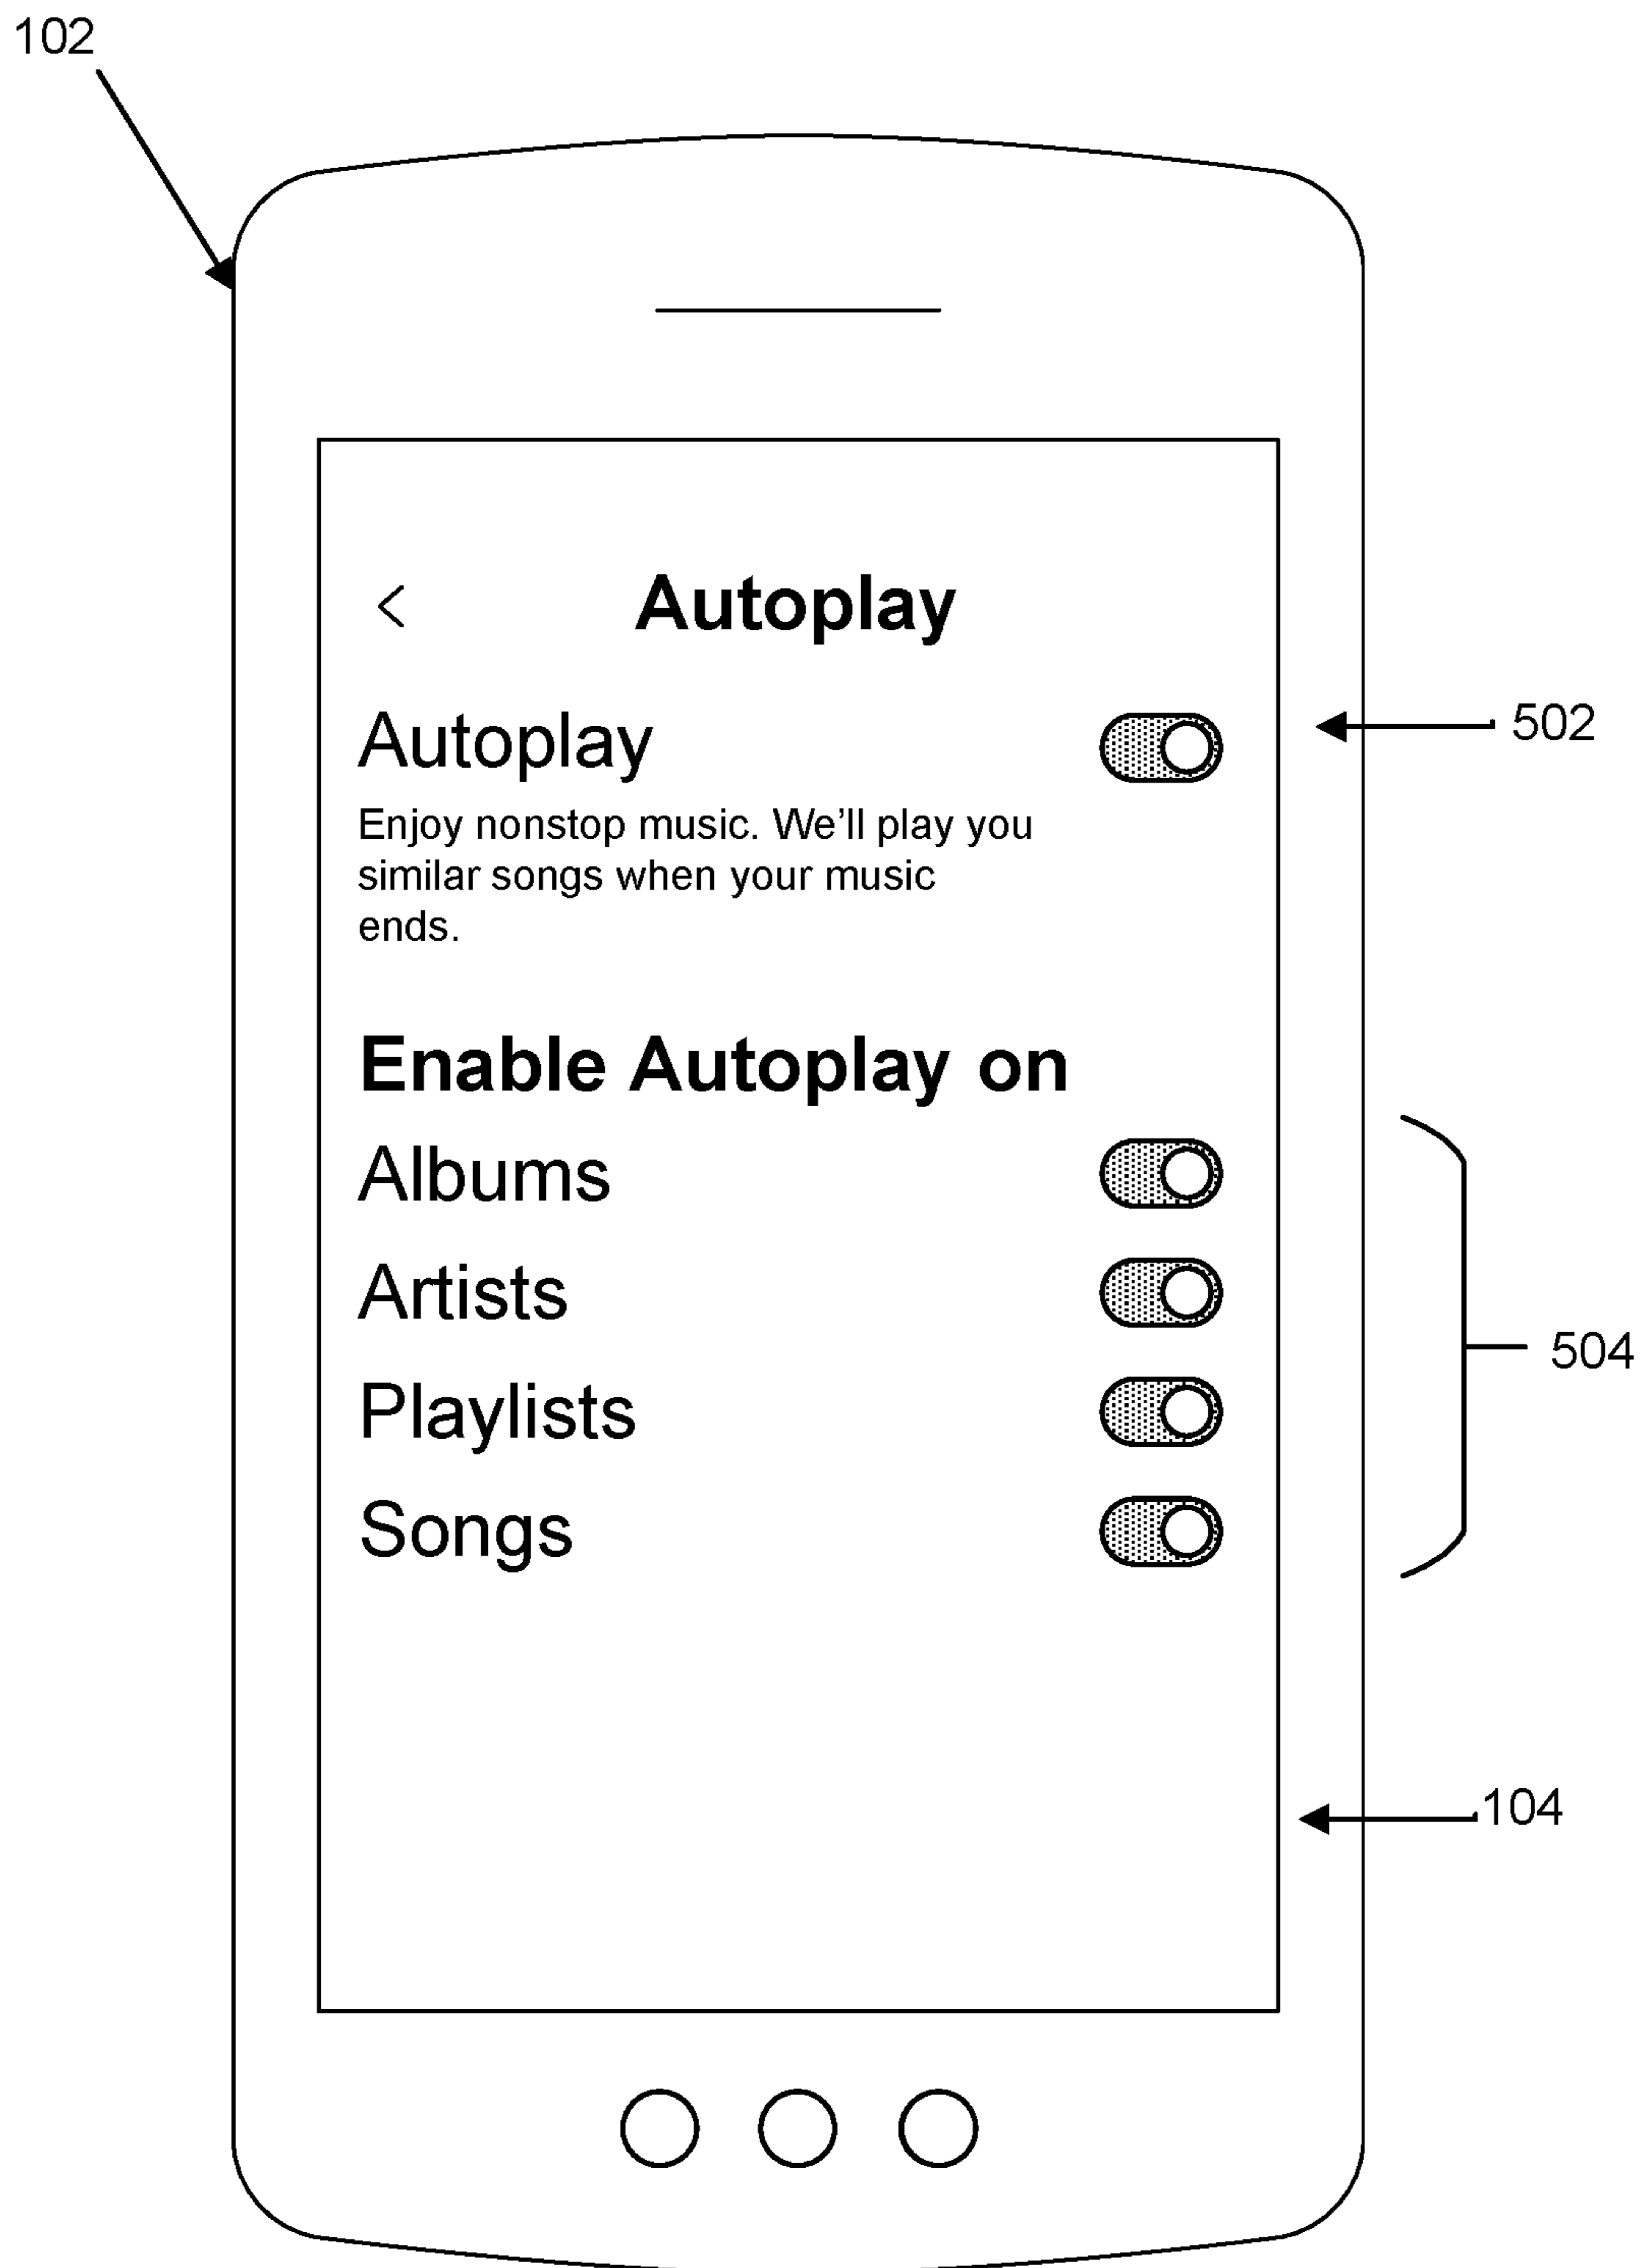 102
< Autoplay
Autoplay
502
Enjoy nonstop music. We'll play you
similar songs when your music
ends.
Enable Autoplay on
Albums
Artists
504
Playlists
Songs
104